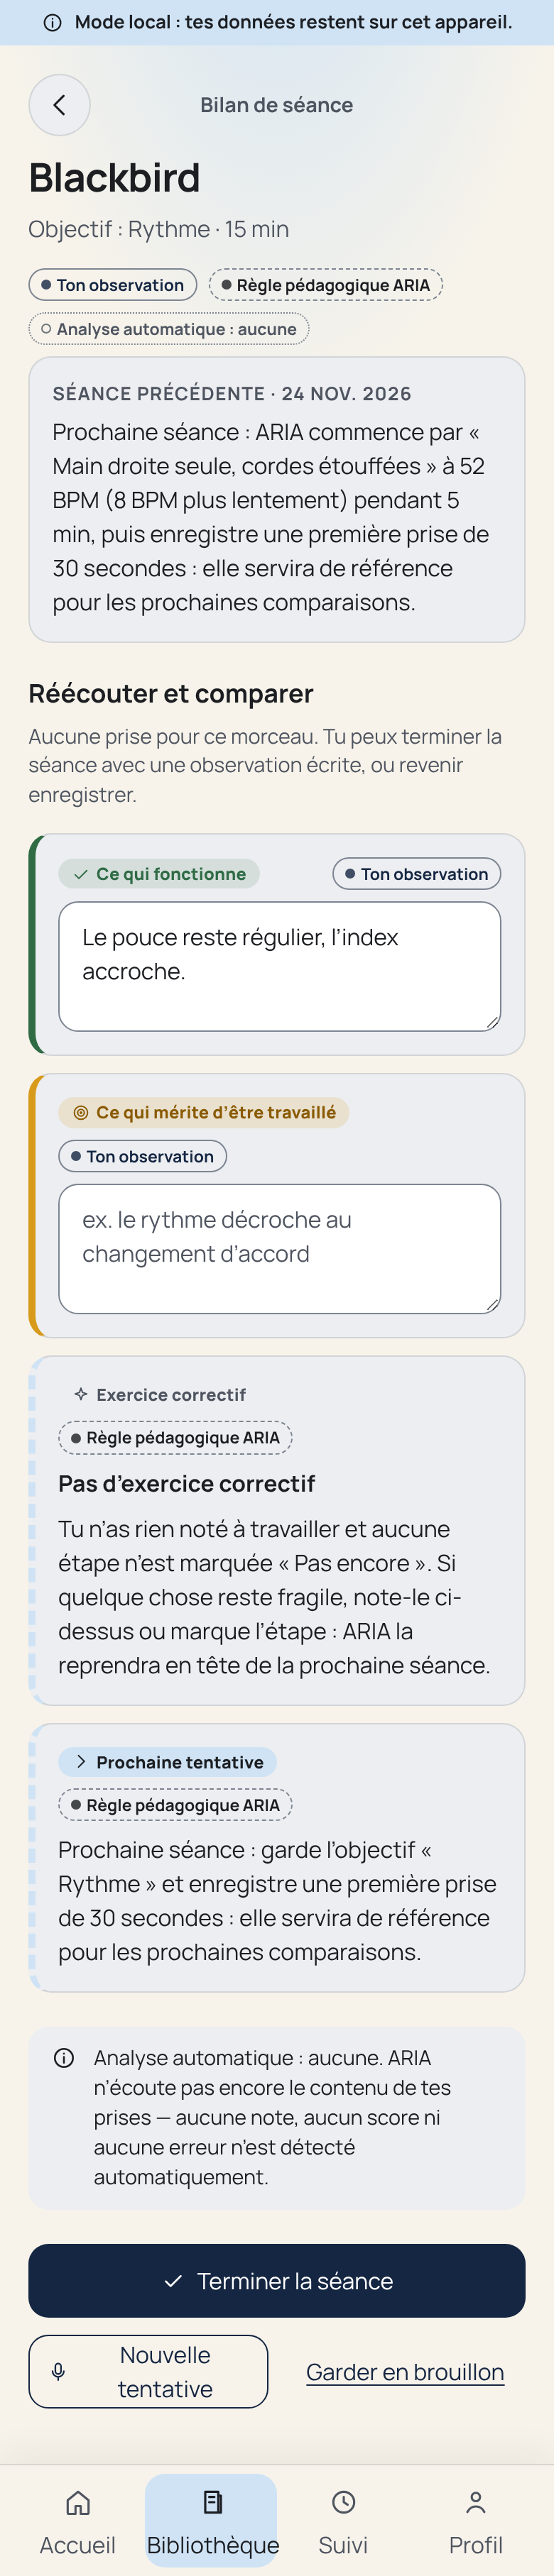 Mode local : tes données restent sur cet appareil.
Bilan de séance
Blackbird
Objectif : Rythme · 15 min
Ton observation
Règle pédagogique ARIA
Analyse automatique : aucune
SÉANCE PRÉCÉDENTE · 24 NOV. 2026
Prochaine séance : ARIA commence par «
Main droite seule, cordes étouffées » à 52
BPM (8 BPM plus lentement) pendant 5
min, puis enregistre une première prise de
30 secondes : elle servira de référence
pour les prochaines comparaisons.
Réécouter et comparer
Aucune prise pour ce morceau. Tu peux terminer la
séance avec une observation écrite, ou revenir
enregistrer.
Ce qui fonctionne
Ton observation
Le pouce reste régulier, l’index
accroche.
Ce qui mérite d’être travaillé
Ton observation
ex. le rythme décroche au
changement d’accord
Exercice correctif
Règle pédagogique ARIA
Pas d’exercice correctif
Tu n’as rien noté à travailler et aucune
étape n’est marquée « Pas encore ». Si
quelque chose reste fragile, note-le ci-
dessus ou marque l’étape : ARIA la
reprendra en tête de la prochaine séance.
Prochaine tentative
Règle pédagogique ARIA
Prochaine séance : garde l’objectif «
Rythme » et enregistre une première prise
de 30 secondes : elle servira de référence
pour les prochaines comparaisons.
Analyse automatique : aucune. ARIA
n’écoute pas encore le contenu de tes
prises — aucune note, aucun score ni
aucune erreur n’est détecté
automatiquement.
Terminer la séance
Nouvelle
tentative
Garder en brouillon
Accueil
Bibliothèque
Suivi
Profil